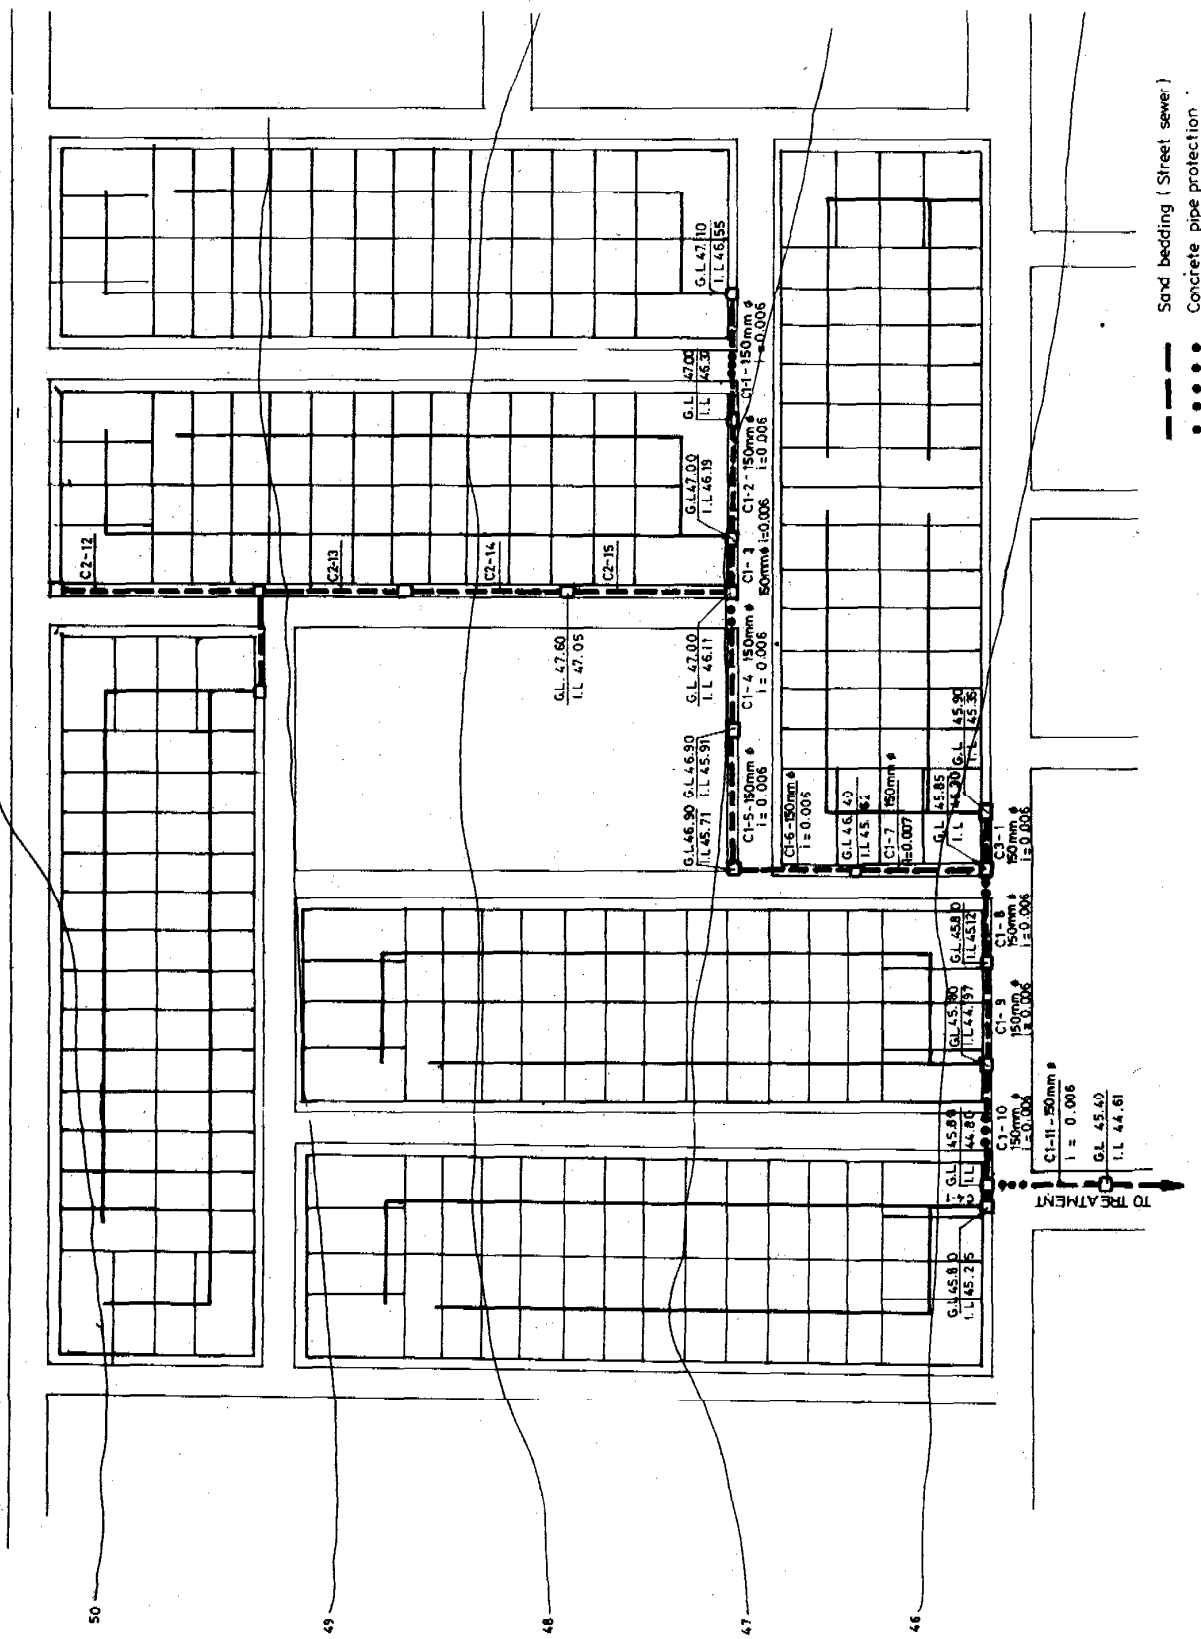 G.L 47.10
I.L 46.55
C1-1-150mm ϕ
i=0.006
G.L 47.00
C1-2-150mm ϕ
i=0.006
G.L 47.00
I.L 46.19
C1-3
150mm ϕ i=0.006
C2-12
C2-13
C2-14
C2-15
G.L. 47.60
I.L 47.05
G.L 47.00
I.L 46.11
C1-4 150mm ϕ
i = 0.006
G.L 46.90
I.L 45.91
G.L 46.90
I.L 45.71
C1-5-150mm ϕ
i = 0.006
C1-6-150mm ϕ
i = 0.006
G.L 46.40
C1-7 150mm ϕ
i=0.007
G.L 45.90
I.L 45.35
G.L 45.85
I.L
C3-1
150mm ϕ
i=0.006
C1-8
150mm ϕ
i=0.006
G.L 45.80
I.L 45.12
C1-9
150mm ϕ
i=0.006
G.L 45.80
I.L 44.97
C1-10
150mm ϕ
i=0.006
G.L
I.L 44.80
G.L 45.80
I.L 45.25
C1-11-150mm ϕ
i = 0.006
G.L 45.40
I.L 44.61
TO TREATMENT
50
49
48
47
46
Sand bedding ( Street sewer )
Concrete pipe protection